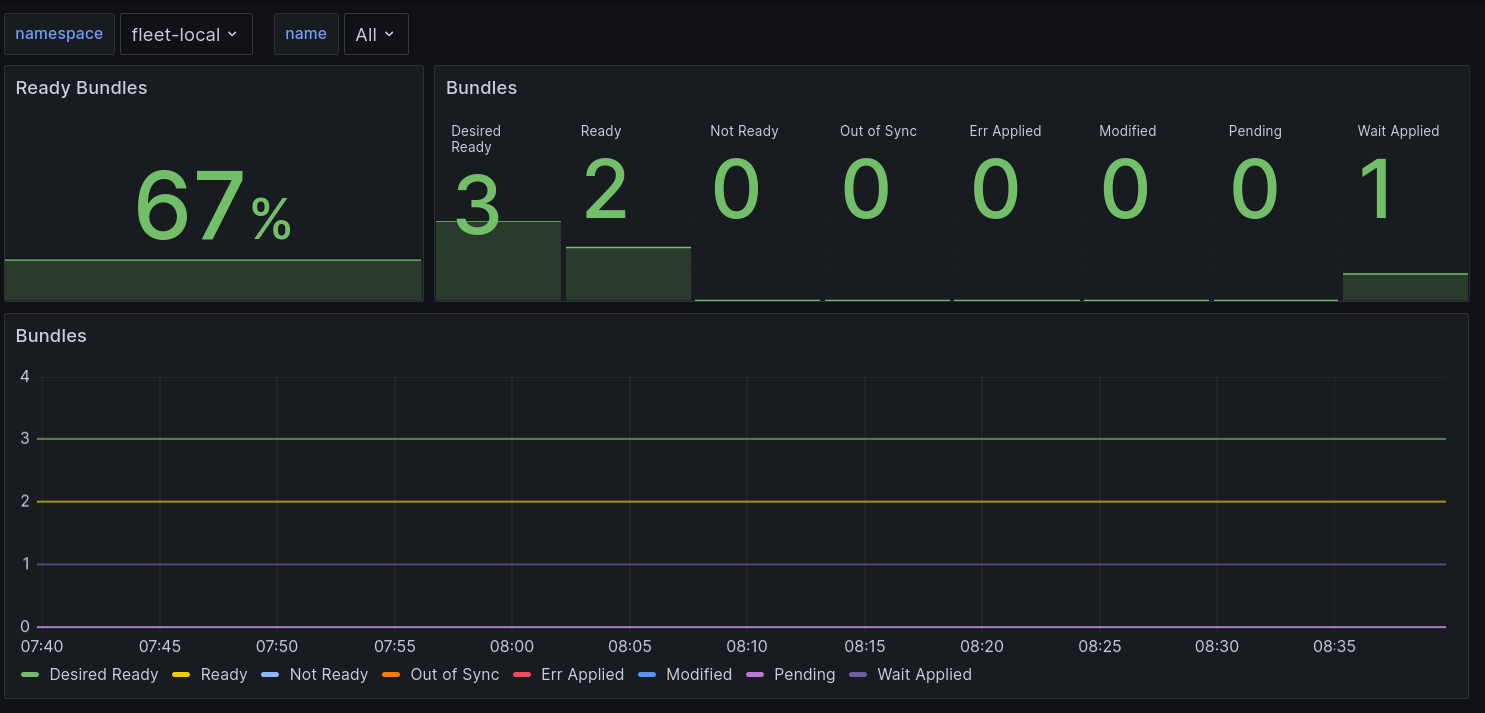 namespace fleet-local name All
Ready Bundles
67%
Bundles
Desired Ready
3
Ready
2
Not Ready
0
Out of Sync
0
Err Applied
0
Modified
0
Pending
0
Wait Applied
1
Bundles
4
3
2
1
0
07:40 07:45 07:50 07:55 08:00 08:05 08:10 08:15 08:20 08:25 08:30 08:35
Desired Ready Ready Not Ready Out of Sync Err Applied Modified Pending Wait Applied